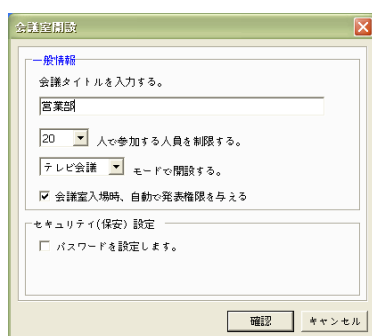 会議室開設
一般情報
会議タイトルを入力する。
営業部
20 人で参加する人員を制限する。
テレビ会議 モードで開設する。
会議室入場時、自動で発表権限を与える
セキュリティ(保安) 設定
パスワードを設定します。
確認 キャンセル